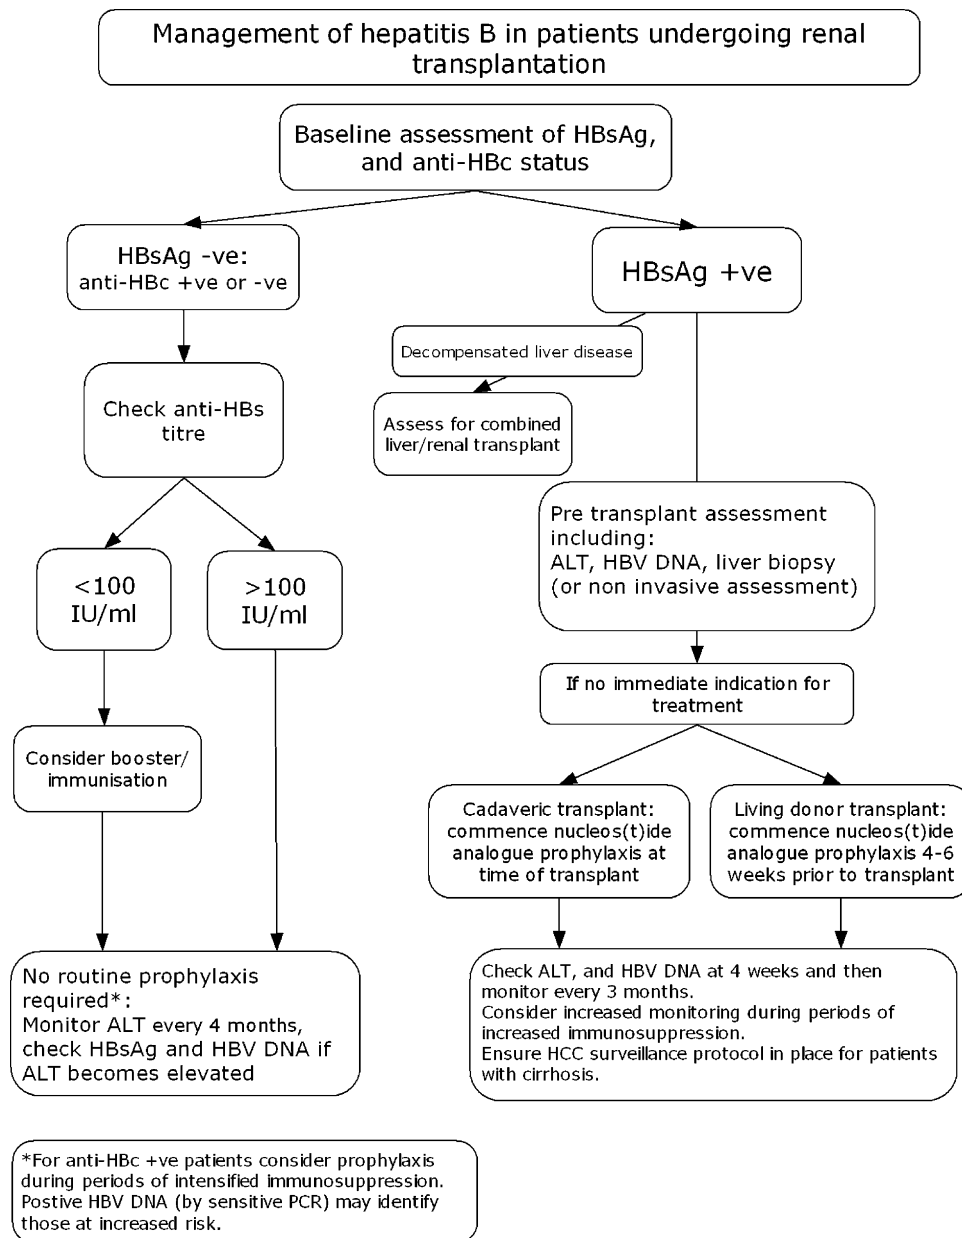 Management of hepatitis B in patients undergoing renal
transplantation
Baseline assessment of HBsAg,
and anti-HBc status
HBsAg -ve:
anti-HBc +ve or -ve
HBsAg +ve
Decompensated liver disease
Assess for combined
liver/renal transplant
Check anti-HBs
titre
<100
IU/ml
>100
IU/ml
Pre transplant assessment
including:
ALT, HBV DNA, liver biopsy
(or non invasive assessment)
If no immediate indication for
treatment
Consider booster/
immunisation
Cadaveric transplant:
commence nucleos(t)ide
analogue prophylaxis at
time of transplant
Living donor transplant:
commence nucleos(t)ide
analogue prophylaxis 4-6
weeks prior to transplant
No routine prophylaxis
required*:
Monitor ALT every 4 months,
check HBsAg and HBV DNA if
ALT becomes elevated
Check ALT, and HBV DNA at 4 weeks and then
monitor every 3 months.
Consider increased monitoring during periods of
increased immunosuppression.
Ensure HCC surveillance protocol in place for patients
with cirrhosis.
*For anti-HBc +ve patients consider prophylaxis
during periods of intensified immunosuppression.
Postive HBV DNA (by sensitive PCR) may identify
those at increased risk.